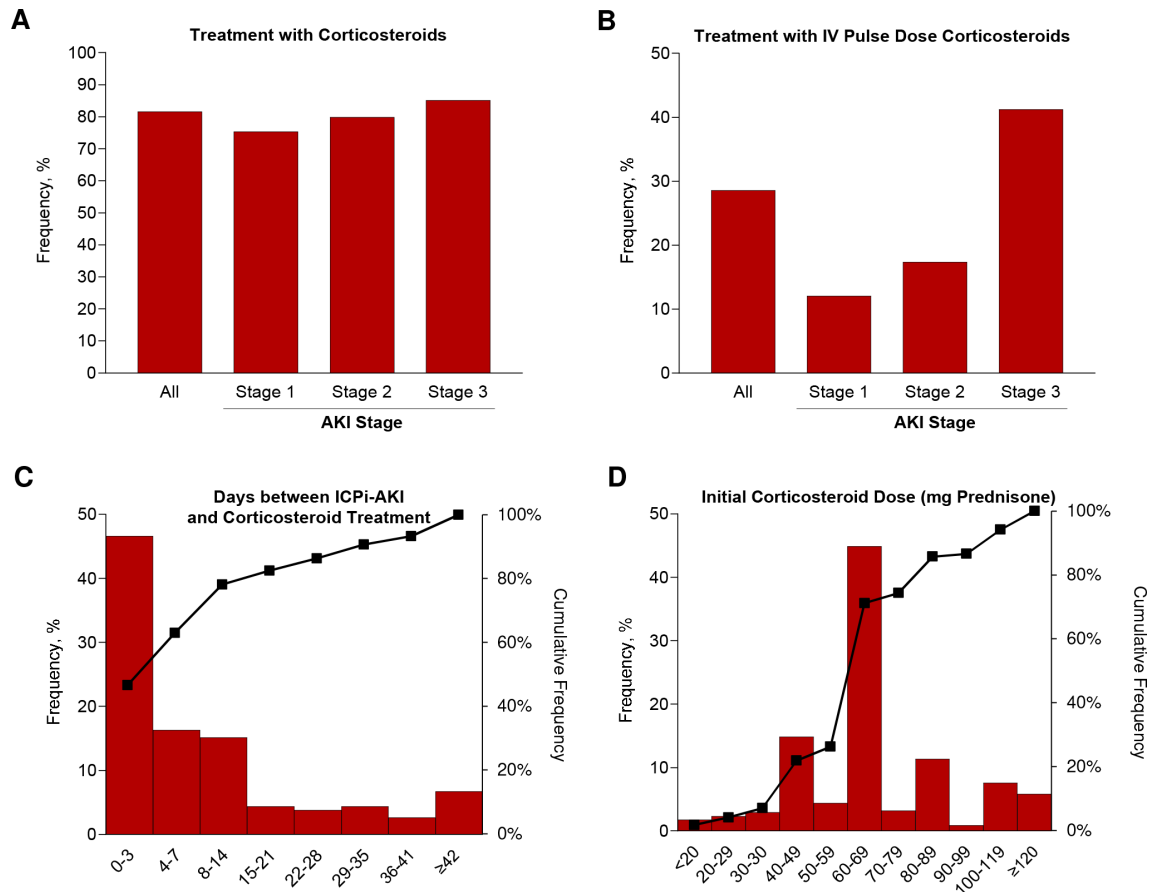 A
Treatment with Corticosteroids
100
90
80
70
60
50
40
30
20
10
0
Frequency, %
All
Stage 1
Stage 2
Stage 3
AKI Stage
B
Treatment with IV Pulse Dose Corticosteroids
50
40
30
20
10
0
Frequency, %
All
Stage 1
Stage 2
Stage 3
AKI Stage
C
Days between ICPi-AKI
and Corticosteroid Treatment
50
40
30
20
10
0
Frequency, %
100%
80%
60%
40%
20%
0%
Cumulative Frequency
0-3
4-7
8-14
15-21
22-28
29-35
36-41
≥42
D
Initial Corticosteroid Dose (mg Prednisone)
50
40
30
20
10
0
Frequency, %
100%
80%
60%
40%
20%
0%
Cumulative Frequency
<20
20-29
30-30
40-49
50-59
60-69
70-79
80-89
90-99
100-119
≥120